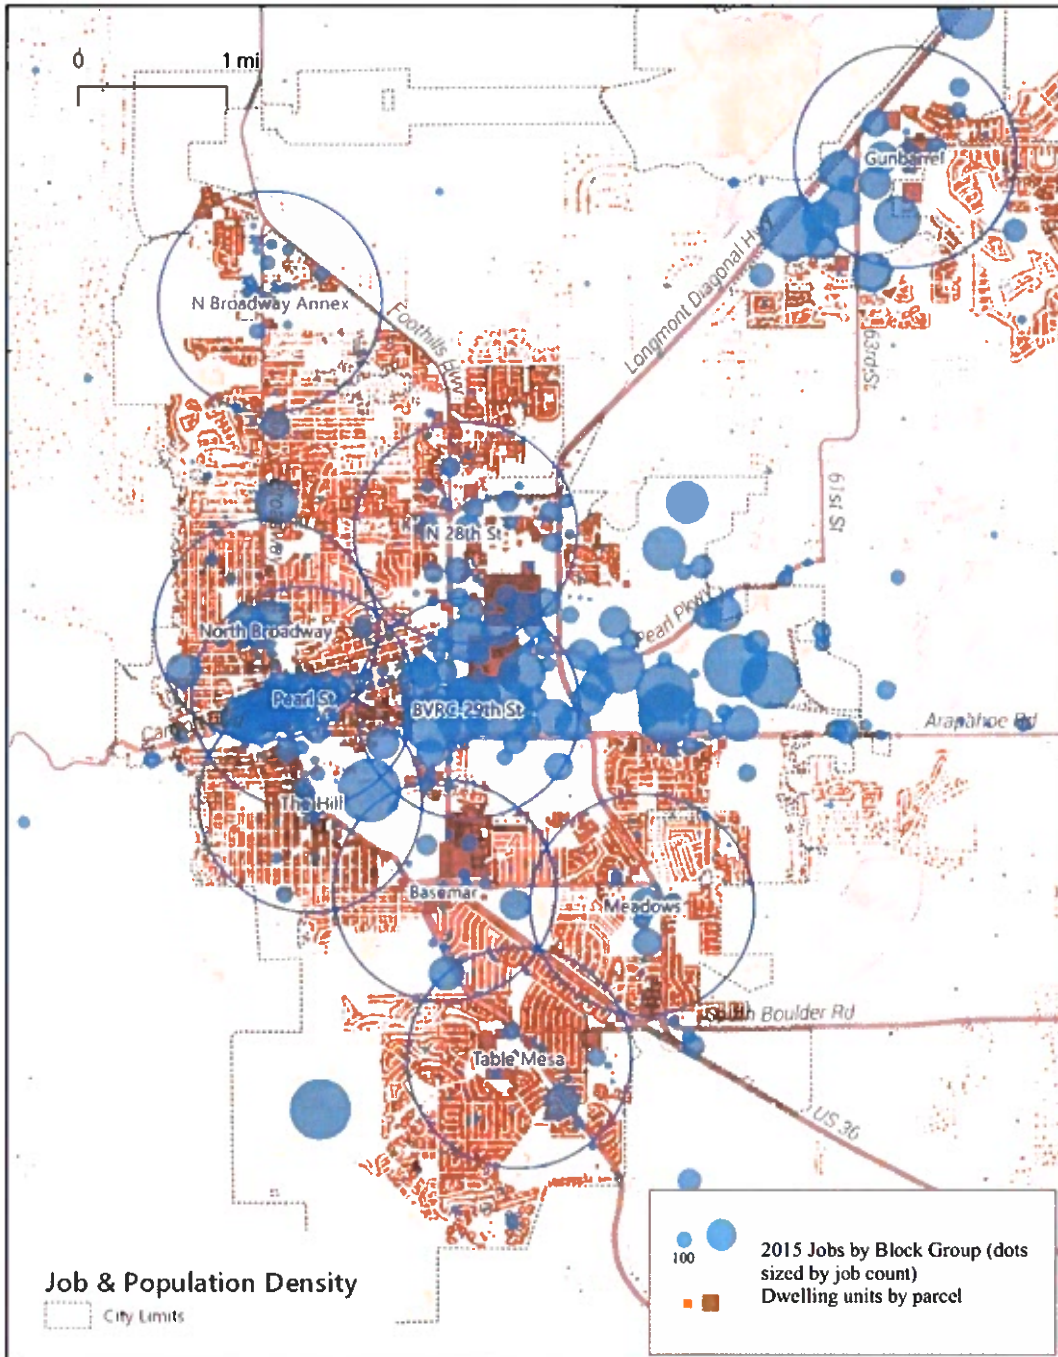 0 1 mi
Gunbarrel
N Broadway Annex
Foothills Hwy
Longmont Diagonal Hwy
63rd St
61st St
Broadway
N 28th St
North Broadway
Pearl Pkwy
Pearl St
BVRC-29th St
Arapahoe Rd
The Hill
Basemar
Meadows
South Boulder Rd
Table Mesa
US 36
100
2015 Jobs by Block Group (dots
sized by job count)
Dwelling units by parcel
Job & Population Density
City Limits